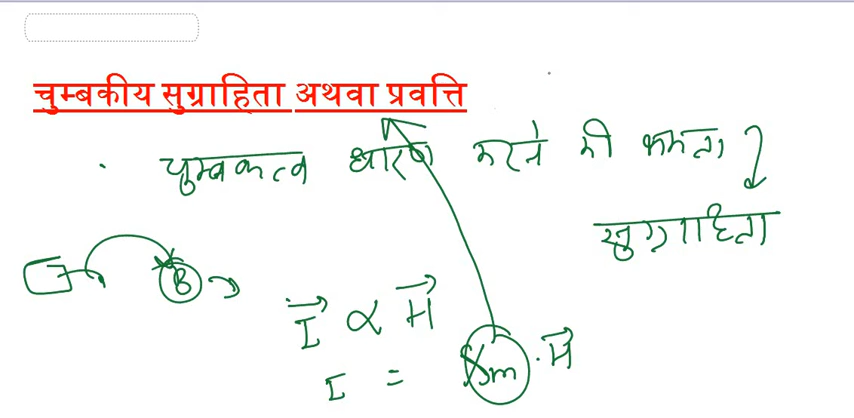 चुम्बकीय सुग्राहिता अथवा प्रवत्ति
चुम्बकत्व धारण करने की क्षमता
सुग्राहिता
B
I ∝ H
I = χm · H